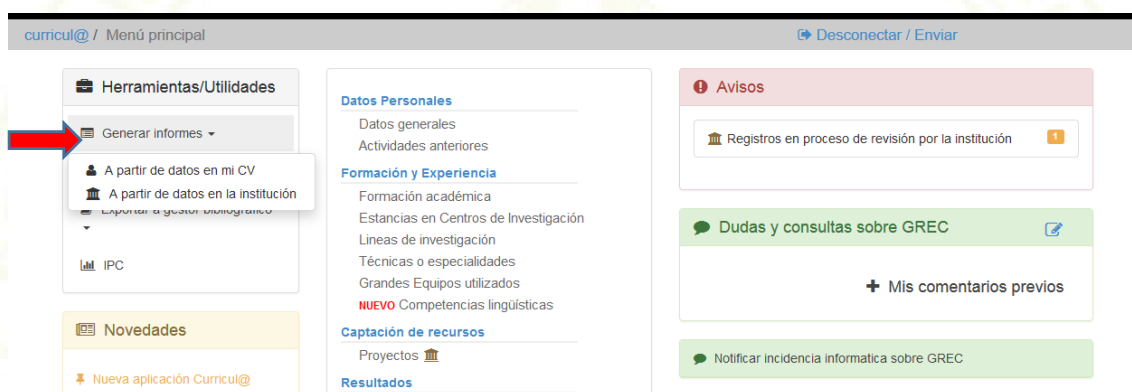 curricul@ / Menú principal
Desconectar / Enviar
Herramientas/Utilidades
Generar informes
A partir de datos en mi CV
A partir de datos en la institución
Exportar a gestor bibliográfico
IPC
Novedades
Nueva aplicación Curricul@
Datos Personales
Datos generales
Actividades anteriores
Formación y Experiencia
Formación académica
Estancias en Centros de Investigación
Lineas de investigación
Técnicas o especialidades
Grandes Equipos utilizados
NUEVO Competencias lingüísticas
Captación de recursos
Proyectos
Resultados
Avisos
Registros en proceso de revisión por la institución 1
Dudas y consultas sobre GREC
Mis comentarios previos
Notificar incidencia informatica sobre GREC